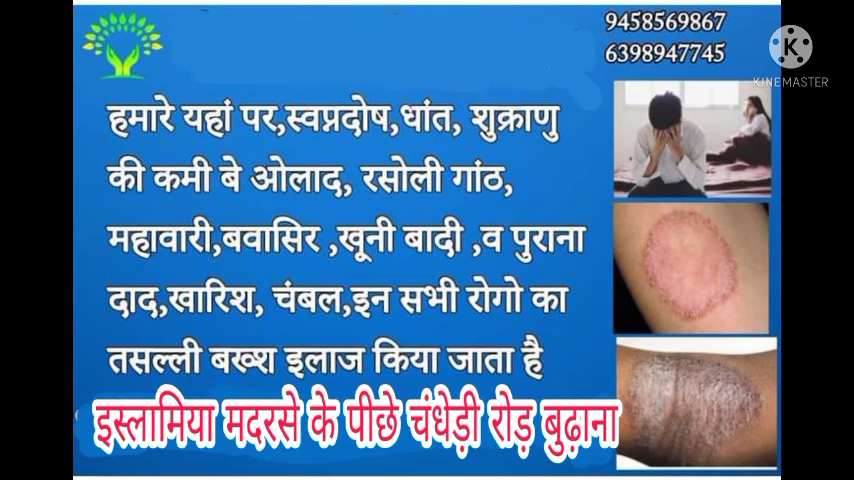 9458569867
6398947745
K
KINEMASTER
हमारे यहां पर,स्वप्नदोष,धांत, शुक्राणु
की कमी बे ओलाद, रसोली गांठ,
महावारी,बवासिर ,खूनी बादी ,व पुराना
दाद,खारिश, चंबल,इन सभी रोगो का
तसल्ली बख्श इलाज किया जाता है
इस्लामिया मदरसे के पीछे चंधेड़ी रोड़ बुढ़ाना